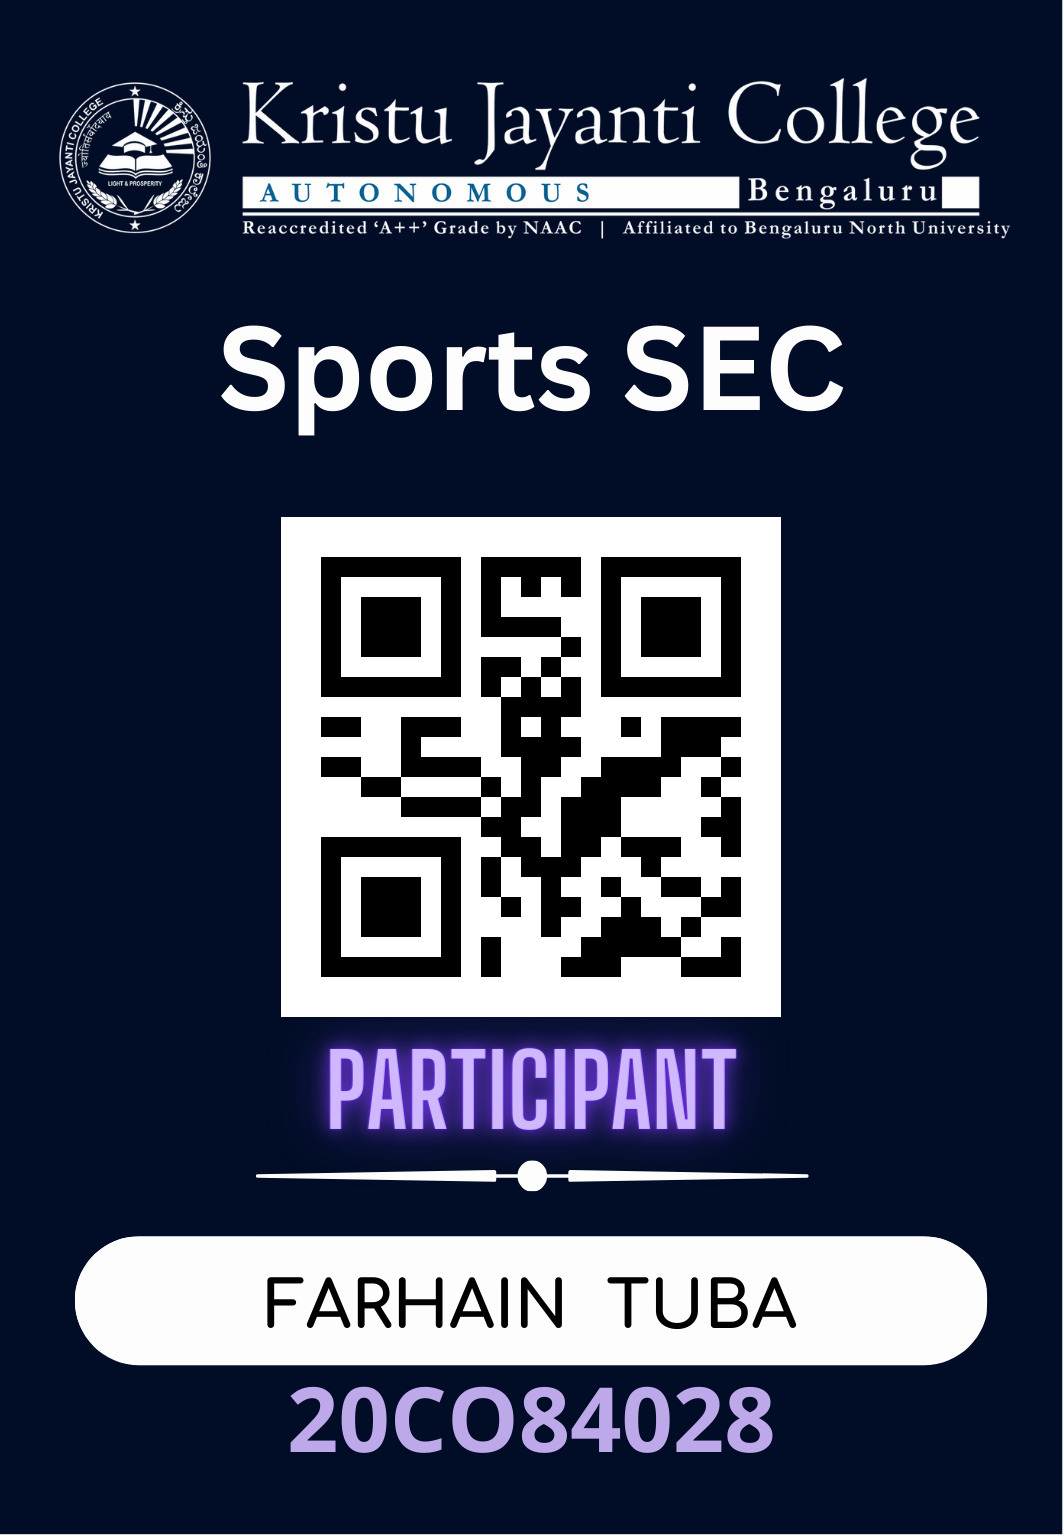 KRISTU JAYANTI COLLEGE
ಕ್ರಿಸ್ತು ಜಯಂತಿ ಕಾಲೇಜು
LIGHT & PROSPERITY
Kristu Jayanti College
AUTONOMOUS Bengaluru
Reaccredited ‘A++’ Grade by NAAC | Affiliated to Bengaluru North University
Sports SEC
PARTICIPANT
FARHAIN TUBA
20CO84028